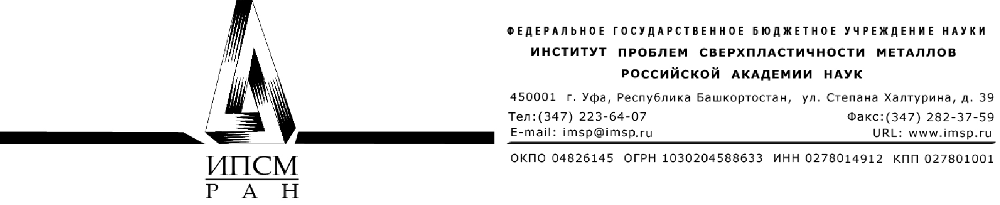 ИПСМ
Р А Н
ФЕДЕРАЛЬНОЕ ГОСУДАРСТВЕННОЕ БЮДЖЕТНОЕ УЧРЕЖДЕНИЕ НАУКИ
ИНСТИТУТ ПРОБЛЕМ СВЕРХПЛАСТИЧНОСТИ МЕТАЛЛОВ
РОССИЙСКОЙ АКАДЕМИИ НАУК
450001 г. Уфа, Республика Башкортостан, ул. Степана Халтурина, д. 39
Тел:(347) 223-64-07 Факс:(347) 282-37-59
E-mail: imsp@imsp.ru URL: www.imsp.ru
ОКПО 04826145 ОГРН 1030204588633 ИНН 0278014912 КПП 027801001